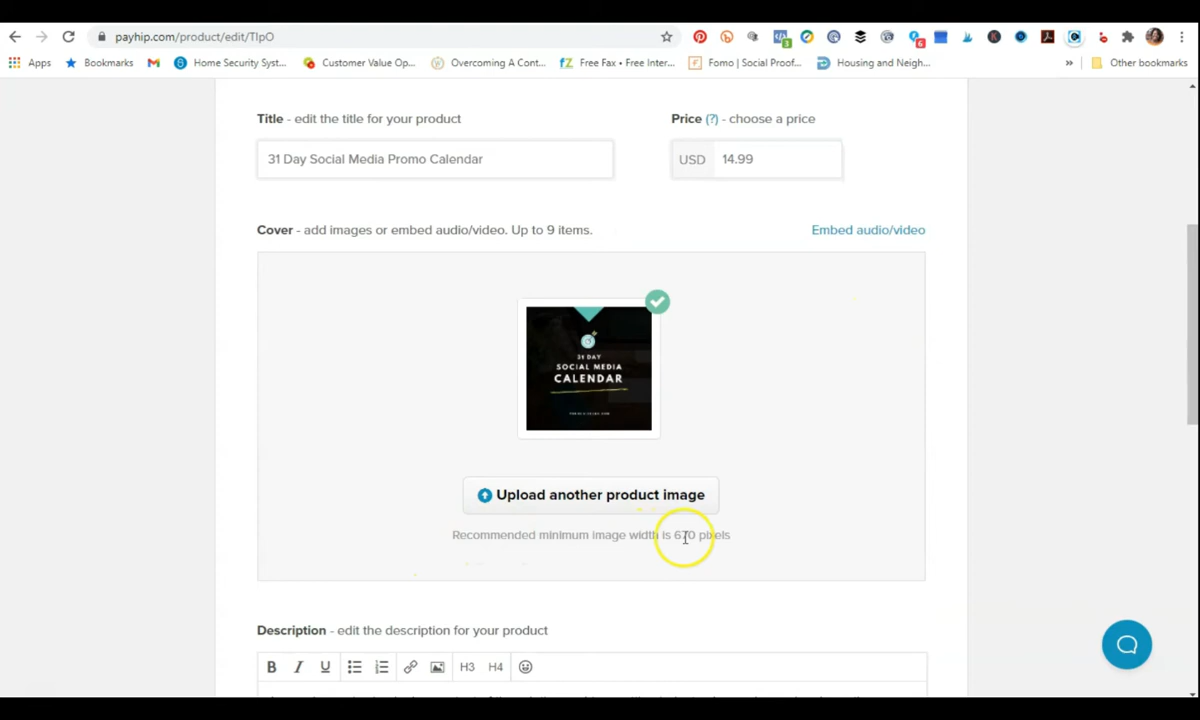 payhip.com/product/edit/TIpO
3
6
Apps
Bookmarks
Home Security Syst...
Customer Value Op...
Overcoming A Cont...
Free Fax • Free Inter...
Fomo | Social Proof...
Housing and Neigh...
»
Other bookmarks
Title - edit the title for your product
Price (?) - choose a price
31 Day Social Media Promo Calendar
USD 14.99
Cover - add images or embed audio/video. Up to 9 items.
Embed audio/video
31 DAY
SOCIAL MEDIA
CALENDAR
Upload another product image
Recommended minimum image width is 670 pixels
Description - edit the description for your product
B I U H3 H4